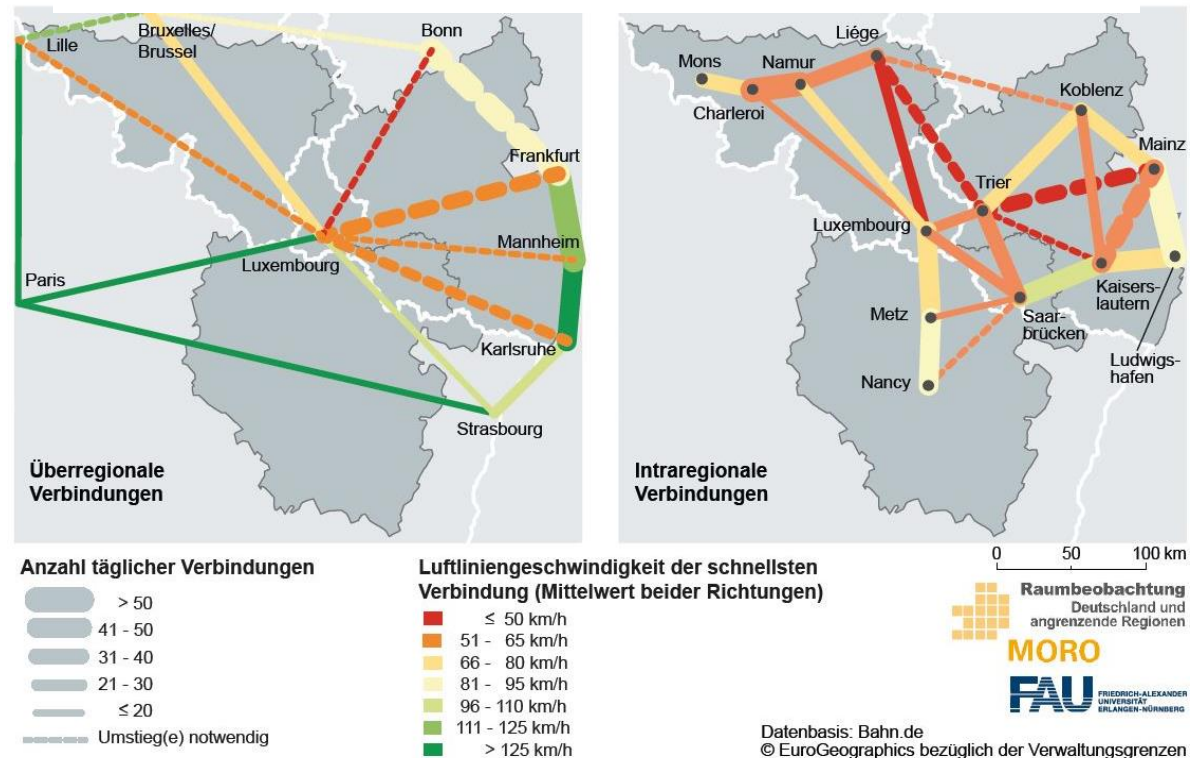 Lille
Bruxelles/
Brussel
Bonn
Frankfurt
Mannheim
Luxembourg
Paris
Karlsruhe
Strasbourg
Überregionale
Verbindungen
Mons
Namur
Liége
Charleroi
Koblenz
Mainz
Trier
Luxembourg
Kaisers-
lautern
Metz
Saar-
brücken
Ludwigs-
hafen
Nancy
Intraregionale
Verbindungen
Anzahl täglicher Verbindungen
> 50
41 - 50
31 - 40
21 - 30
≤ 20
Umstieg(e) notwendig
Luftliniengeschwindigkeit der schnellsten
Verbindung (Mittelwert beider Richtungen)
≤ 50 km/h
51 - 65 km/h
66 - 80 km/h
81 - 95 km/h
96 - 110 km/h
111 - 125 km/h
> 125 km/h
0 50 100 km
Raumbeobachtung
Deutschland und
angrenzende Regionen
MORO
FAU FRIEDRICH-ALEXANDER
UNIVERSITÄT
ERLANGEN-NÜRNBERG
Datenbasis: Bahn.de
© EuroGeographics bezüglich der Verwaltungsgrenzen